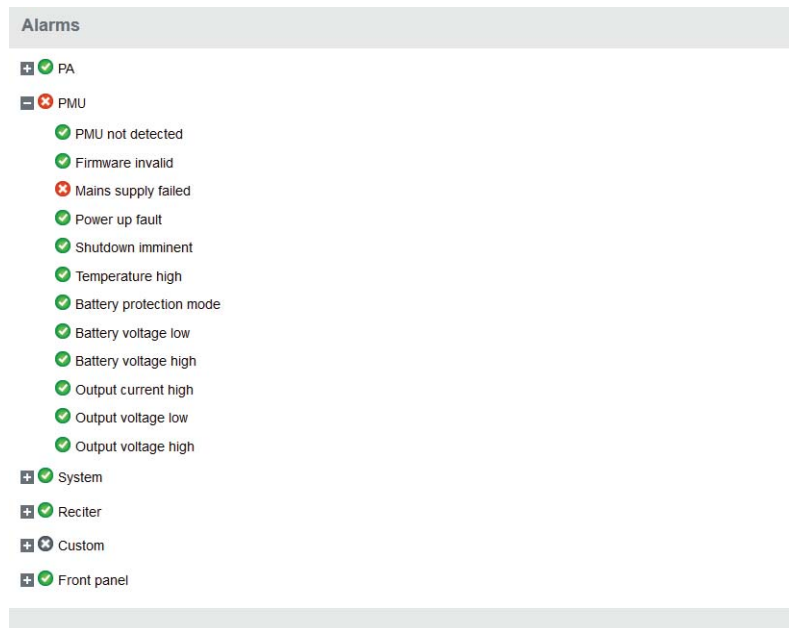 Alarms
PA
PMU
PMU not detected
Firmware invalid
Mains supply failed
Power up fault
Shutdown imminent
Temperature high
Battery protection mode
Battery voltage low
Battery voltage high
Output current high
Output voltage low
Output voltage high
System
Reciter
Custom
Front panel